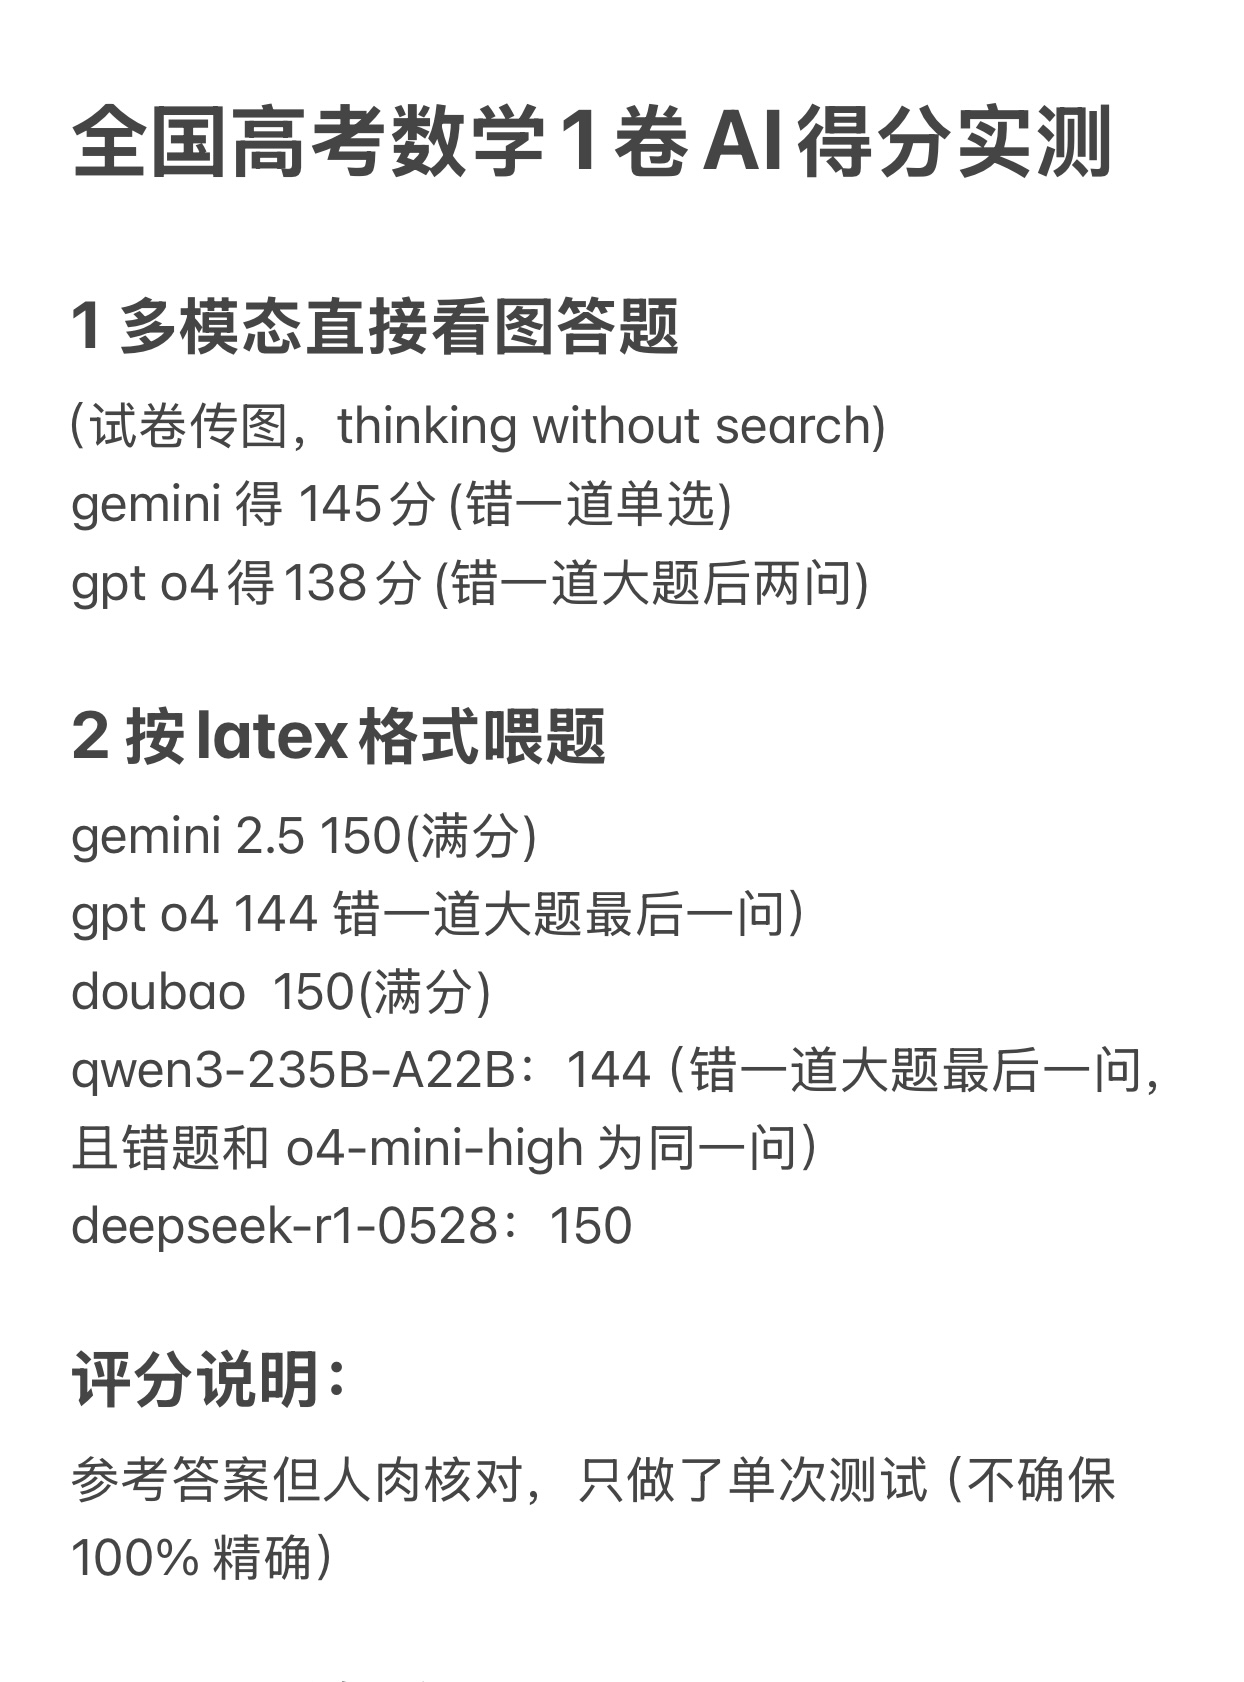 全国高考数学1卷AI得分实测
1 多模态直接看图答题
(试卷传图，thinking without search)
gemini 得 145分(错一道单选)
gpt o4得138分(错一道大题后两问)
2 按latex格式喂题
gemini 2.5 150(满分)
gpt o4 144 错一道大题最后一问）
doubao  150(满分)
qwen3-235B-A22B：144（错一道大题最后一问，
且错题和 o4-mini-high 为同一问）
deepseek-r1-0528：150
评分说明：
参考答案但人肉核对，只做了单次测试（不确保
100% 精确）